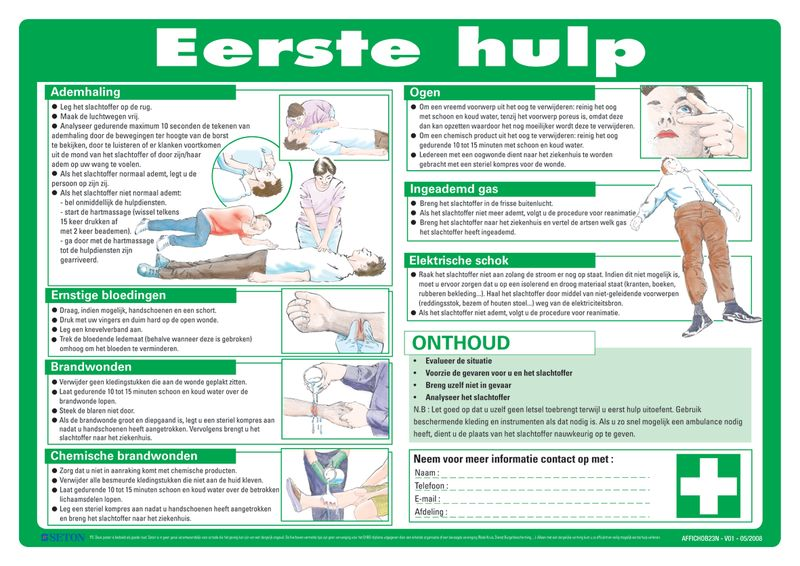 Eerste hulp
Ademhaling
● Leg het slachtoffer op de rug.
● Maak de luchtwegen vrij.
● Analyseer gedurende maximum 10 seconden de tekenen van
ademhaling door de bewegingen ter hoogte van de borst
te bekijken, door te luisteren of er klanken voortkomen
uit de mond van het slachtoffer of door zijn/haar
adem op uw wang te voelen.
● Als het slachtoffer normaal ademt, legt u de
persoon op zijn zij.
● Als het slachtoffer niet normaal ademt:
- bel onmiddellijk de hulpdiensten.
- start de hartmassage (wissel telkens
15 keer drukken af
met 2 keer beademen).
- ga door met de hartmassage
tot de hulpdiensten zijn
gearriveerd.
Ernstige bloedingen
● Draag, indien mogelijk, handschoenen en een schort.
● Druk met uw vingers en duim hard op de open wonde.
● Leg een knevelverband aan.
● Trek de bloedende ledemaat (behalve wanneer deze is gebroken)
omhoog om het bloeden te verminderen.
Brandwonden
● Verwijder geen kledingstukken die aan de wonde geplakt zitten.
● Laat gedurende 10 tot 15 minuten schoon en koud water over de
brandwonde lopen.
● Steek de blaren niet door.
● Als de brandwonde groot en diepgaand is, legt u een steriel kompres aan
nadat u handschoenen heeft aangetrokken. Vervolgens brengt u het
slachtoffer naar het ziekenhuis.
Chemische brandwonden
● Zorg dat u niet in aanraking komt met chemische producten.
● Verwijder alle besmeurde kledingstukken die niet aan de huid kleven.
● Laat gedurende 10 tot 15 minuten schoon en koud water over de betrokken
lichaamsdelen lopen.
● Leg een steriel kompres aan nadat u handschoenen heeft aangetrokken
en breng het slachtoffer naar het ziekenhuis.
Ogen
● Om een vreemd voorwerp uit het oog te verwijderen: reinig het oog
met schoon en koud water, tenzij het voorwerp poreus is, omdat deze
dan kan opzetten waardoor het nog moeilijker wordt deze te verwijderen.
● Om een chemisch product uit het oog te verwijderen: reinig het oog
gedurende 10 tot 15 minuten met schoon en koud water.
● Iedereen met een oogwonde dient naar het ziekenhuis te worden
gebracht met een steriel kompres voor de wonde.
Ingeademd gas
● Breng het slachtoffer in de frisse buitenlucht.
● Als het slachtoffer niet meer ademt, volgt u de procedure voor reanimatie
● Breng het slachtoffer naar het ziekenhuis en vertel de artsen welk gas
het slachtoffer heeft ingeademd.
Elektrische schok
● Raak het slachtoffer niet aan zolang de stroom er nog op staat. Indien dit niet mogelijk is,
moet u ervoor zorgen dat u op een isolerend en droog materiaal staat (kranten, boeken,
rubberen bekleding...). Haal het slachtoffer door middel van niet-geleidende voorwerpen
(reddingsstok, bezem of houten stoel...) weg van de elektriciteitsbron.
● Als het slachtoffer niet ademt, volgt u de procedure voor reanimatie.
ONTHOUD
• Evalueer de situatie
• Voorzie de gevaren voor u en het slachtoffer
• Breng uzelf niet in gevaar
• Analyseer het slachtoffer
N.B : Let goed op dat u uzelf geen letsel toebrengt terwijl u eerst hulp uitoefent. Gebruik
beschermende kleding en instrumenten als dat nodig is. Als u zo snel mogelijk een ambulance nodig
heeft, dient u de plaats van het slachtoffer nauwkeurig op te geven.
Neem voor meer informatie contact op met :
Naam :
Telefoon :
E-mail :
Afdeling :
SETON
AFFICHOB23N - V01 - 05/2008